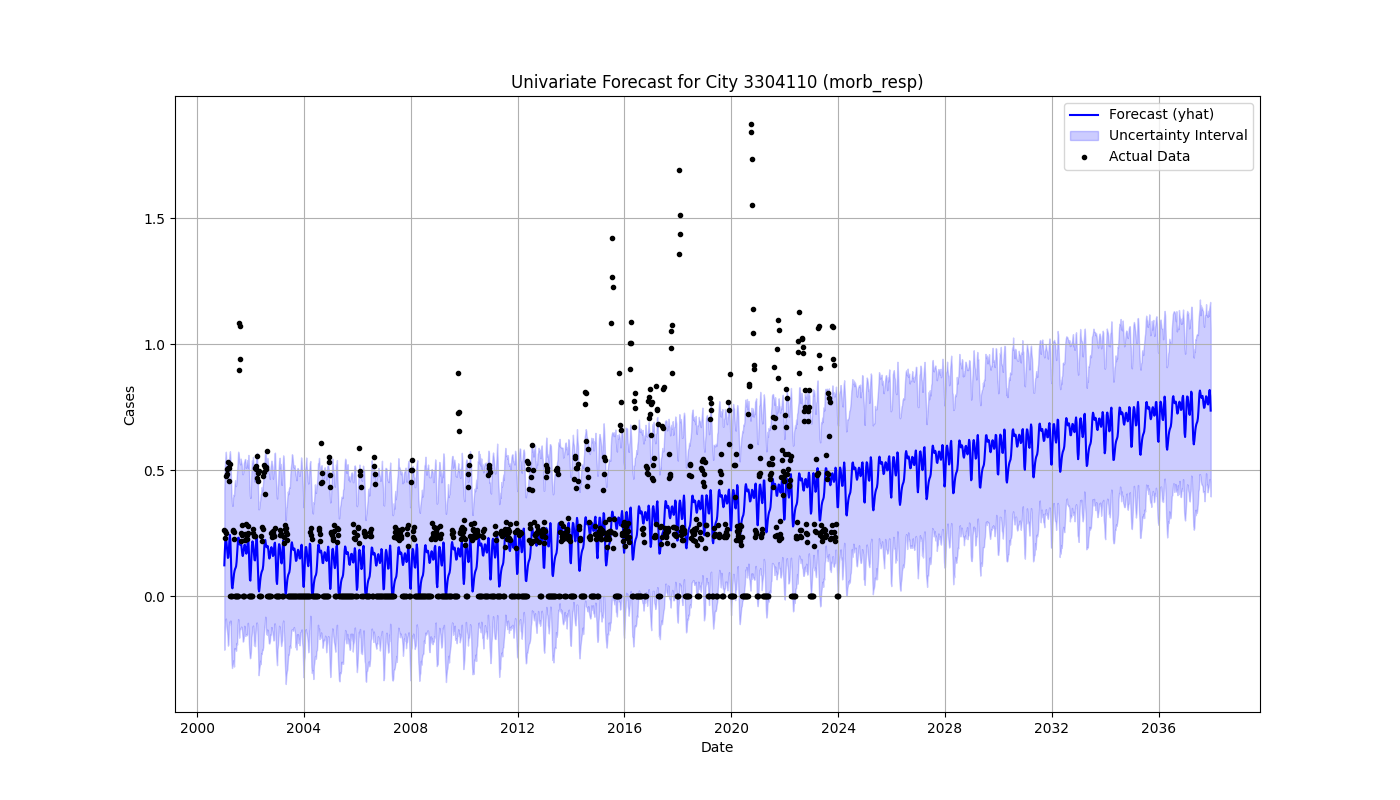 Univariate Forecast for City 3304110 (morb_resp)
Forecast (yhat)
Uncertainty Interval
Actual Data
Cases
1.5
1.0
0.5
0.0
2000 2004 2008 2012 2016 2020 2024 2028 2032 2036
Date